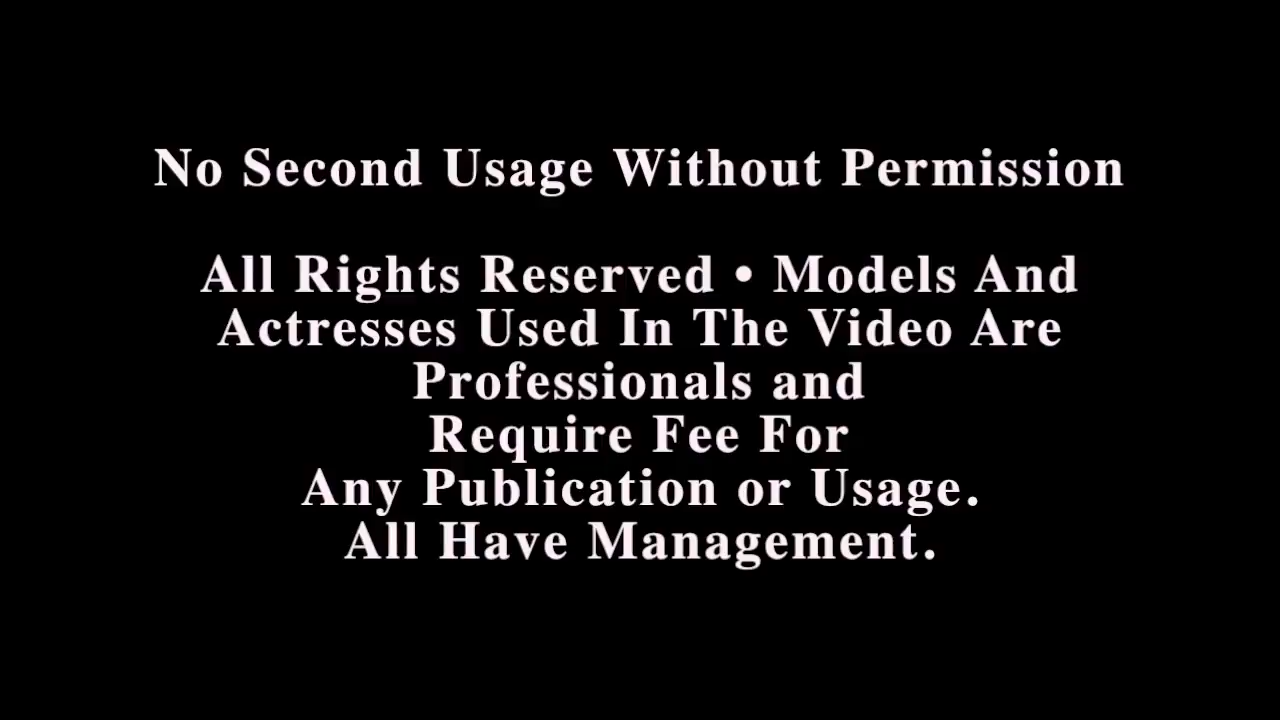 No Second Usage Without Permission
All Rights Reserved • Models And
Actresses Used In The Video Are
Professionals and
Require Fee For
Any Publication or Usage.
All Have Management.